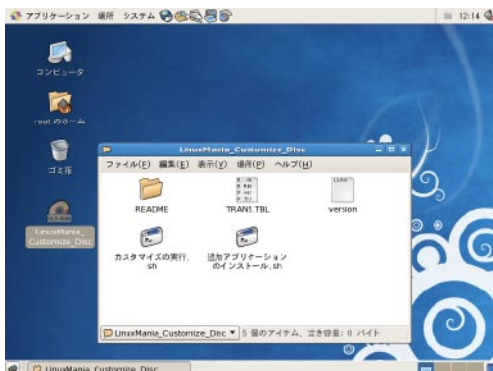 アプリケーション 場所 システム
12:14
コンピュータ
root のホーム
ゴミ箱
LinuxMania_
Customize_Disc
LinuxMania_Customize_Disc
ファイル(F) 編集(E) 表示(V) 場所(P) ヘルプ(H)
README
TRANS.TBL
version
カスタマイズの実行.
sh
追加アプリケーション
のインストール.sh
LinuxMania_Customize_Disc
5 個のアイテム, 空き容量: 0 バイト
LinuxMania_Customize_Disc